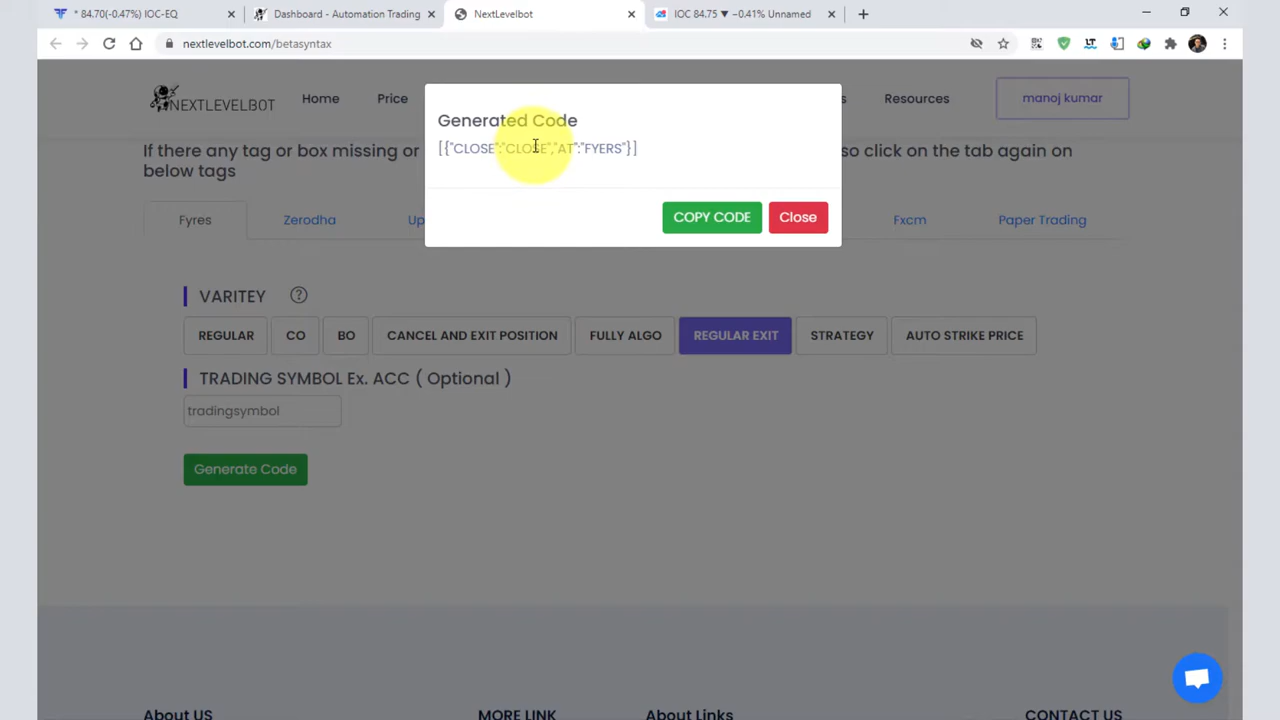 * 84.70(-0.47%) IOC-EQ
Dashboard - Automation Trading
NextLevelbot
IOC 84.75 ▼ −0.41% Unnamed
nextlevelbot.com/betasyntax
NEXTLEVELBOT
Home
Price
s
Resources
manoj kumar
Generated Code
[{"CLOSE":"CLOSE","AT":"FYERS"}]
COPY CODE
Close
If there any tag or box missing or
so click on the tab again on
below tags
Fyres
Zerodha
Up
Fxcm
Paper Trading
VARITEY
REGULAR
CO
BO
CANCEL AND EXIT POSITION
FULLY ALGO
REGULAR EXIT
STRATEGY
AUTO STRIKE PRICE
TRADING SYMBOL Ex. ACC ( Optional )
tradingsymbol
Generate Code
About US
MORE LINK
About Links
CONTACT US